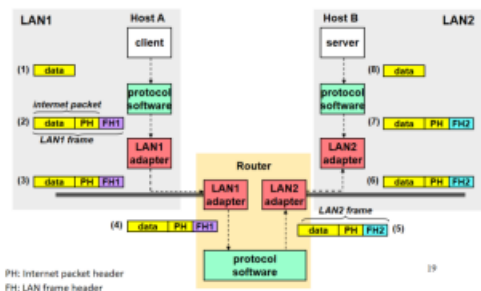 LAN1
Host A
Host B
LAN2
client
server
(1) data
(8) data
protocol
software
protocol
software
internet packet
(2) data PH FH1
LAN1 frame
(7) data PH FH2
LAN1
adapter
LAN2
adapter
Router
(3) data PH FH1
(6) data PH FH2
LAN1
adapter
LAN2
adapter
LAN2 frame
(4) data PH FH1
data PH FH2 (5)
protocol
software
19
PH: Internet packet header
FH: LAN frame header